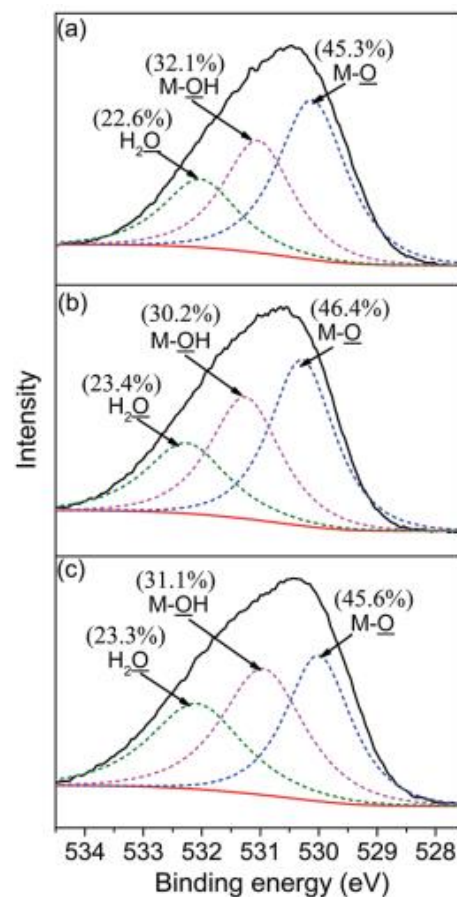 (a)
(45.3%)
M-O
(32.1%)
M-OH
(22.6%)
H₂O
(b)
(46.4%)
M-O
(30.2%)
M-OH
(23.4%)
H₂O
(c)
(45.6%)
M-O
(31.1%)
M-OH
(23.3%)
H₂O
Intensity
534 533 532 531 530 529 528
Binding energy (eV)